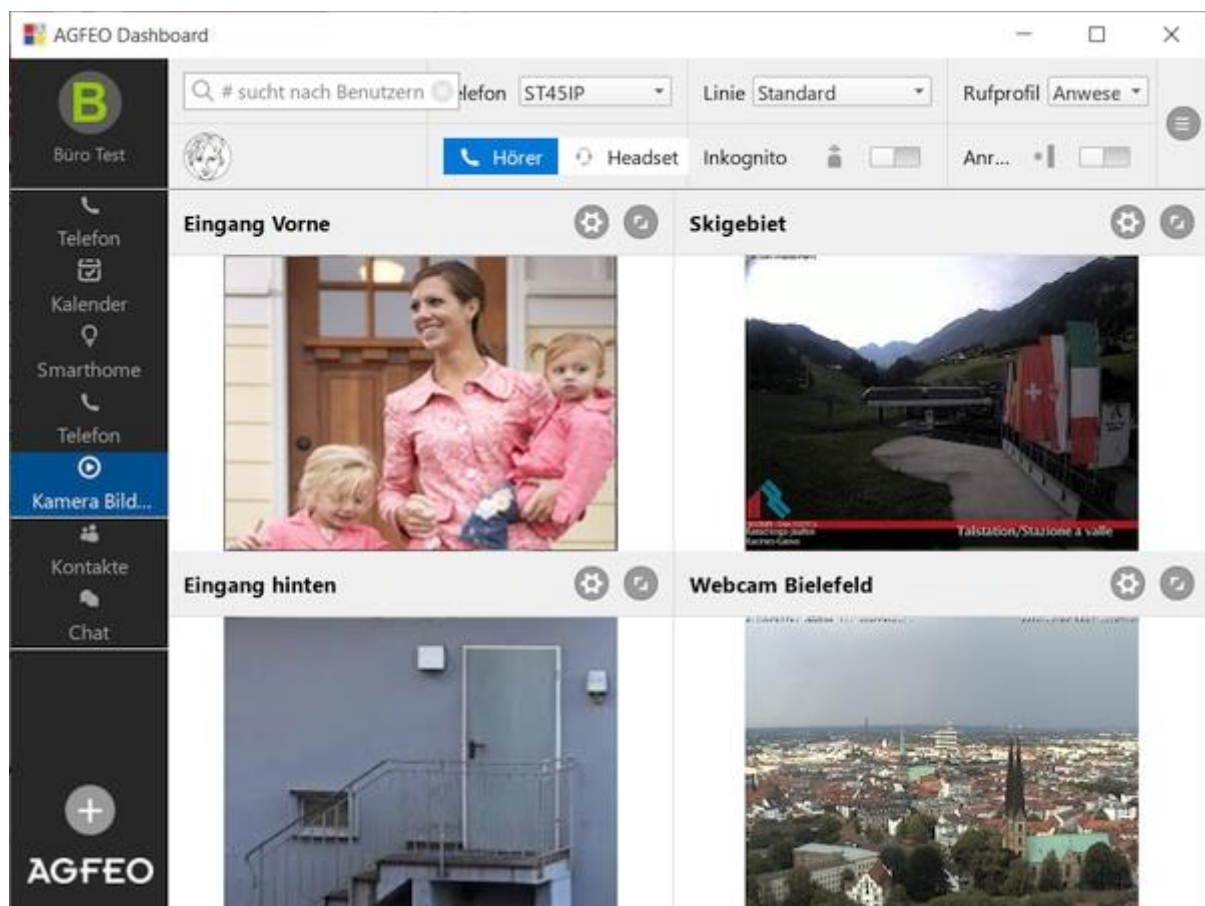 AGFEO Dashboard
B
Büro Test
# sucht nach Benutzern
elefon
ST45IP
Linie
Standard
Rufprofil
Anwese
Hörer
Headset
Inkognito
Anr...
Telefon
Kalender
Smarthome
Telefon
Kamera Bild...
Kontakte
Chat
AGFEO
Eingang Vorne
Skigebiet
Talstation/Stazione a valle
Eingang hinten
Webcam Bielefeld